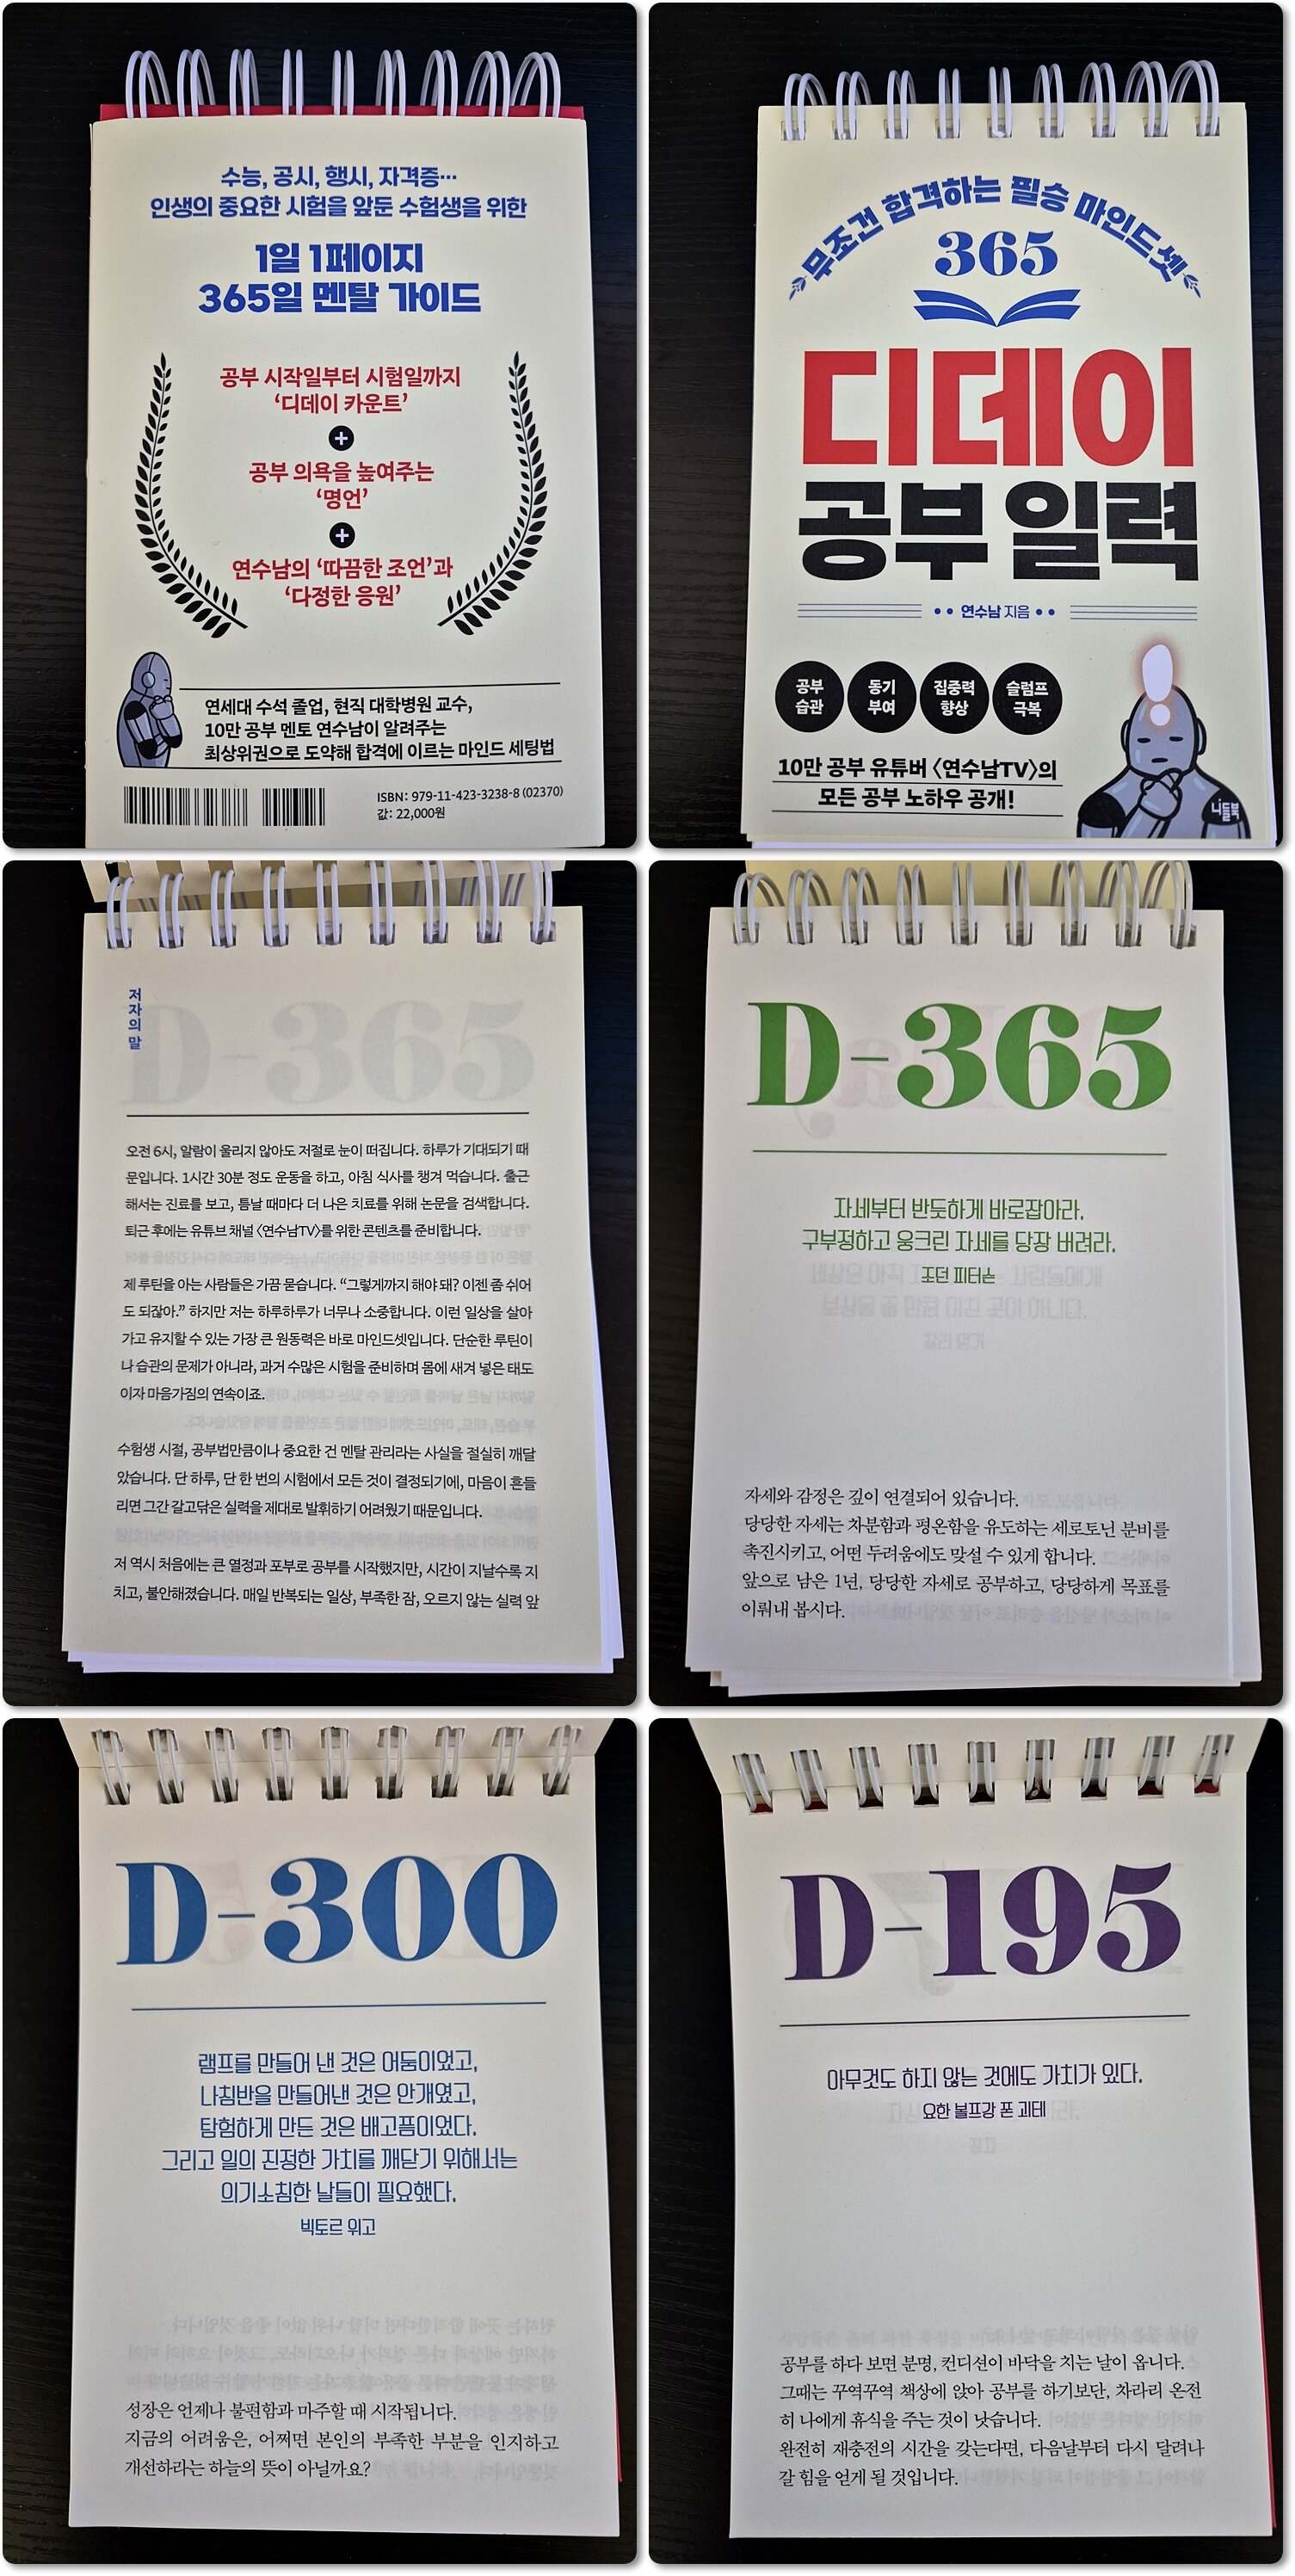 수능, 공시, 행시, 자격증…
인생의 중요한 시험을 앞둔 수험생을 위한
1일 1페이지
365일 멘탈 가이드
공부 시작일부터 시험일까지
‘디데이 카운트’
+
공부 의욕을 높여주는
‘명언’
+
연수남의 ‘따끔한 조언’과
‘다정한 응원’
연세대 수석 졸업, 현직 대학병원 교수,
10만 공부 멘토 연수남이 알려주는
최상위권으로 도약해 합격에 이르는 마인드 세팅법
ISBN: 979-11-423-3238-8 (02370)
값: 22,000원
무조건 합격하는 필승 마인드셋
365
디데이
공부 일력
•• 연수남 지음 ••
공부
습관
동기
부여
집중력
향상
슬럼프
극복
10만 공부 유튜버 〈연수남TV〉의
모든 공부 노하우 공개!
나들북
저자의 말
오전 6시, 알람이 울리지 않아도 저절로 눈이 떠집니다. 하루가 기대되기 때
문입니다. 1시간 30분 정도 운동을 하고, 아침 식사를 챙겨 먹습니다. 출근
해서는 진료를 보고, 틈날 때마다 더 나은 치료를 위해 논문을 검색합니다.
퇴근 후에는 유튜브 채널 〈연수남TV〉를 위한 콘텐츠를 준비합니다.
제 루틴을 아는 사람들은 가끔 묻습니다. “그렇게까지 해야 돼? 이젠 좀 쉬어
도 되잖아.” 하지만 저는 하루하루가 너무나 소중합니다. 이런 일상을 살아
가고 유지할 수 있는 가장 큰 원동력은 바로 마인드셋입니다. 단순한 루틴이
나 습관의 문제가 아니라, 과거 수많은 시험을 준비하며 몸에 새겨 넣은 태도
이자 마음가짐의 연속이죠.
수험생 시절, 공부법만큼이나 중요한 건 멘탈 관리라는 사실을 절실히 깨달
았습니다. 단 하루, 단 한 번의 시험에서 모든 것이 결정되기에, 마음이 흔들
리면 그간 갈고닦은 실력을 제대로 발휘하기 어려웠기 때문입니다.
저 역시 처음에는 큰 열정과 포부로 공부를 시작했지만, 시간이 지날수록 지
치고, 불안해졌습니다. 매일 반복되는 일상, 부족한 잠, 오르지 않는 실력 앞
D-365
자세부터 반듯하게 바로잡아라.
구부정하고 웅크린 자세를 당장 버려라.
조던 피터슨
자세와 감정은 깊이 연결되어 있습니다.
당당한 자세는 차분함과 평온함을 유도하는 세로토닌 분비를
촉진시키고, 어떤 두려움에도 맞설 수 있게 합니다.
앞으로 남은 1년, 당당한 자세로 공부하고, 당당하게 목표를
이뤄내 봅시다.
D-300
램프를 만들어 낸 것은 어둠이었고,
나침반을 만들어낸 것은 안개였고,
탐험하게 만든 것은 배고픔이었다.
그리고 일의 진정한 가치를 깨닫기 위해서는
의기소침한 날들이 필요했다.
빅토르 위고
성장은 언제나 불편함과 마주할 때 시작됩니다.
지금의 어려움은, 어쩌면 본인의 부족한 부분을 인지하고
개선하라는 하늘의 뜻이 아닐까요?
D-195
아무것도 하지 않는 것에도 가치가 있다.
요한 볼프강 폰 괴테
공부를 하다 보면 분명, 컨디션이 바닥을 치는 날이 옵니다.
그때는 꾸역꾸역 책상에 앉아 공부를 하기보단, 차라리 온전
히 나에게 휴식을 주는 것이 낫습니다.
완전히 재충전의 시간을 갖는다면, 다음날부터 다시 달려나
갈 힘을 얻게 될 것입니다.